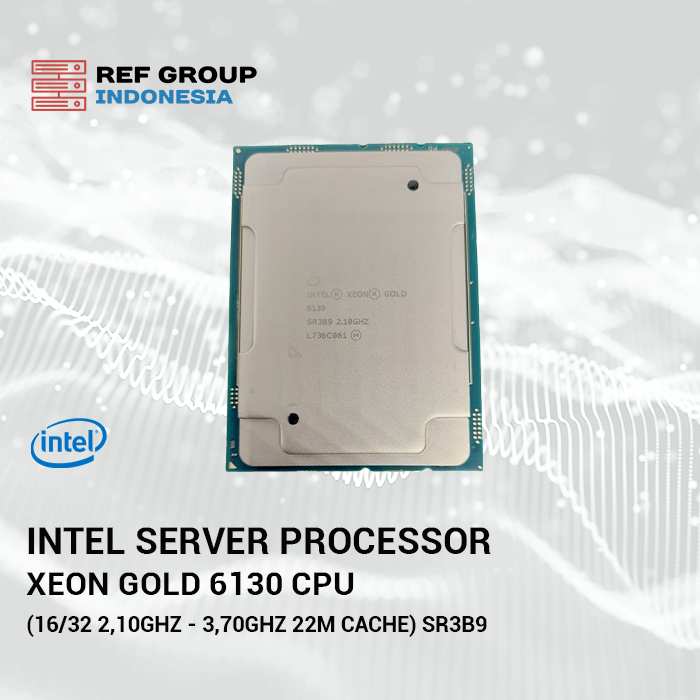 REF GROUP
INDONESIA
INTEL Ⓡ XEONⓇ GOLD
6130
SR3B9 2.10GHZ
L736C061 Ⓜ
intel
INTEL SERVER PROCESSOR
XEON GOLD 6130 CPU
(16/32 2,10GHZ - 3,70GHZ 22M CACHE) SR3B9